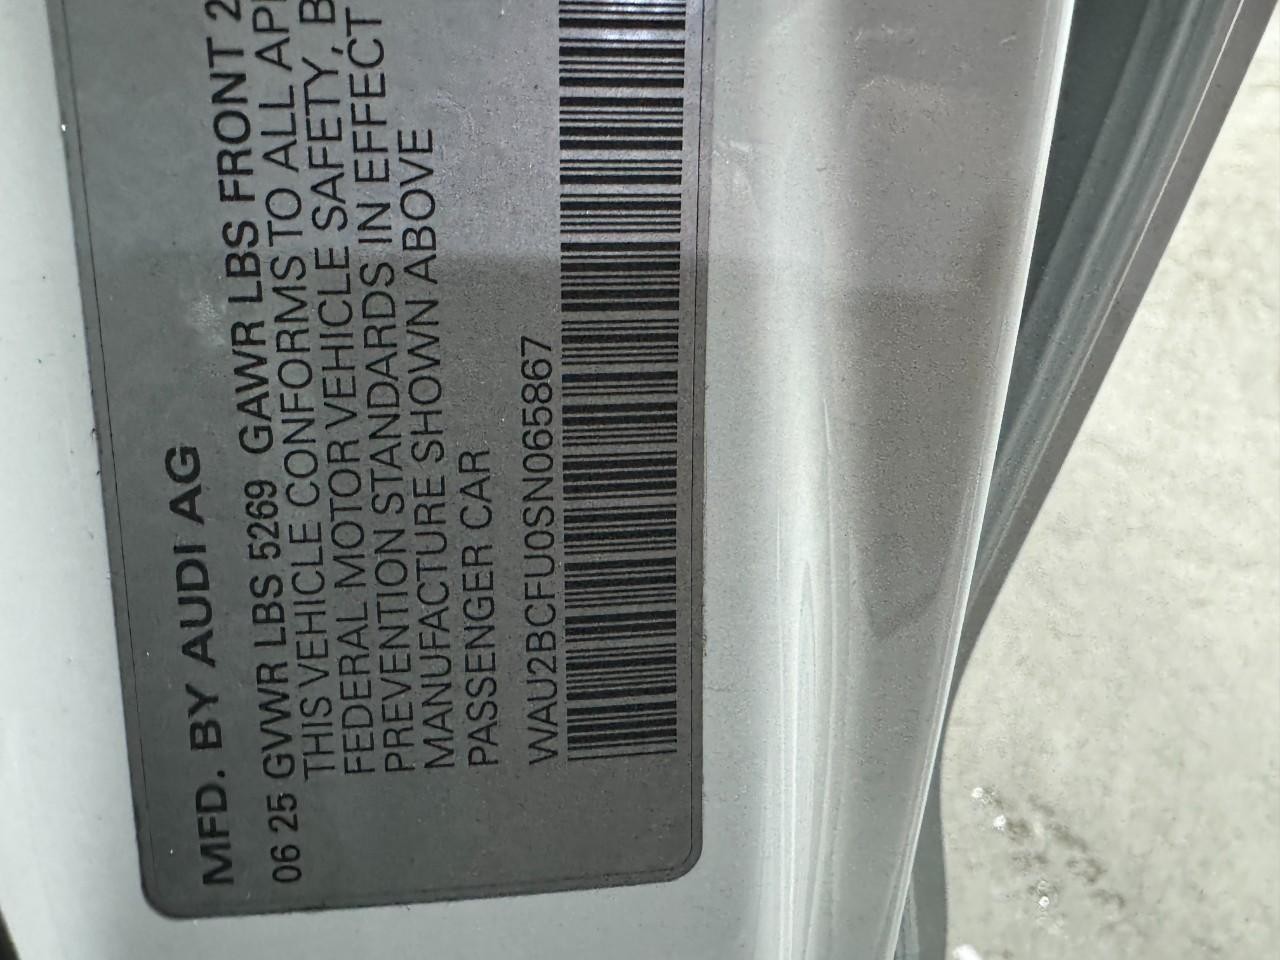 MFD. BY AUDI AG
06 25 GVWR LBS 5269 GAWR LBS FRONT 2
THIS VEHICLE CONFORMS TO ALL AP
FEDERAL MOTOR VEHICLE SAFETY, B
PREVENTION STANDARDS IN EFFECT
MANUFACTURE SHOWN ABOVE
PASSENGER CAR
WAU2BCFU0SN065867